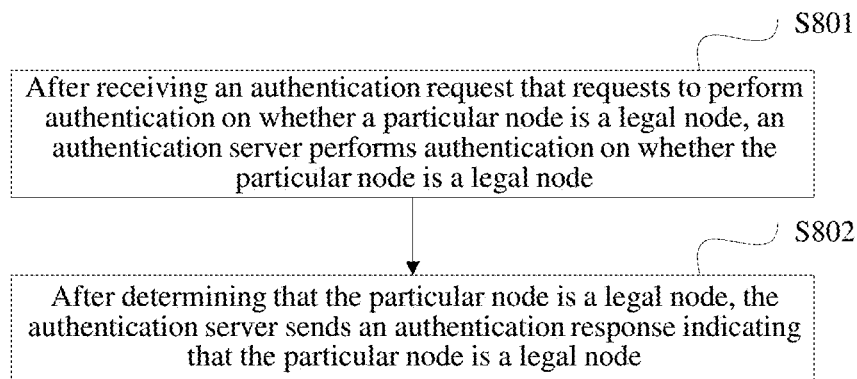 S801
After receiving an authentication request that requests to perform
authentication on whether a particular node is a legal node, an
authentication server performs authentication on whether the
particular node is a legal node
S802
After determining that the particular node is a legal node, the
authentication server sends an authentication response indicating
that the particular node is a legal node